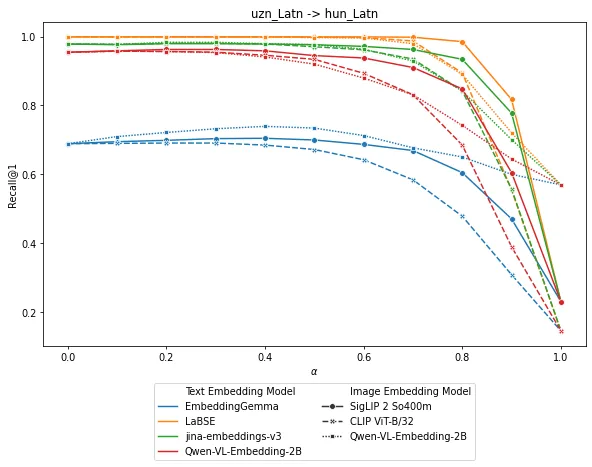 uzn_Latn -> hun_Latn
Recall@1
1.0
0.8
0.6
0.4
0.2
0.0 0.2 0.4 0.6 0.8 1.0
α
Text Embedding Model
EmbeddingGemma
LaBSE
jina-embeddings-v3
Qwen-VL-Embedding-2B
Image Embedding Model
SigLIP 2 So400m
CLIP ViT-B/32
Qwen-VL-Embedding-2B